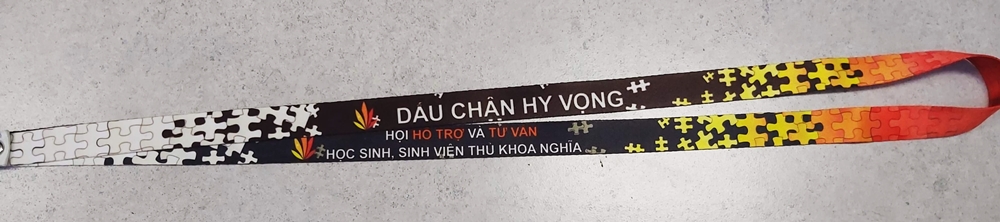 DẤU CHÂN HY VỌNG
HỘI HỖ TRỢ VÀ TƯ VẤN
HỌC SINH, SINH VIÊN THỦ KHOA NGHĨA